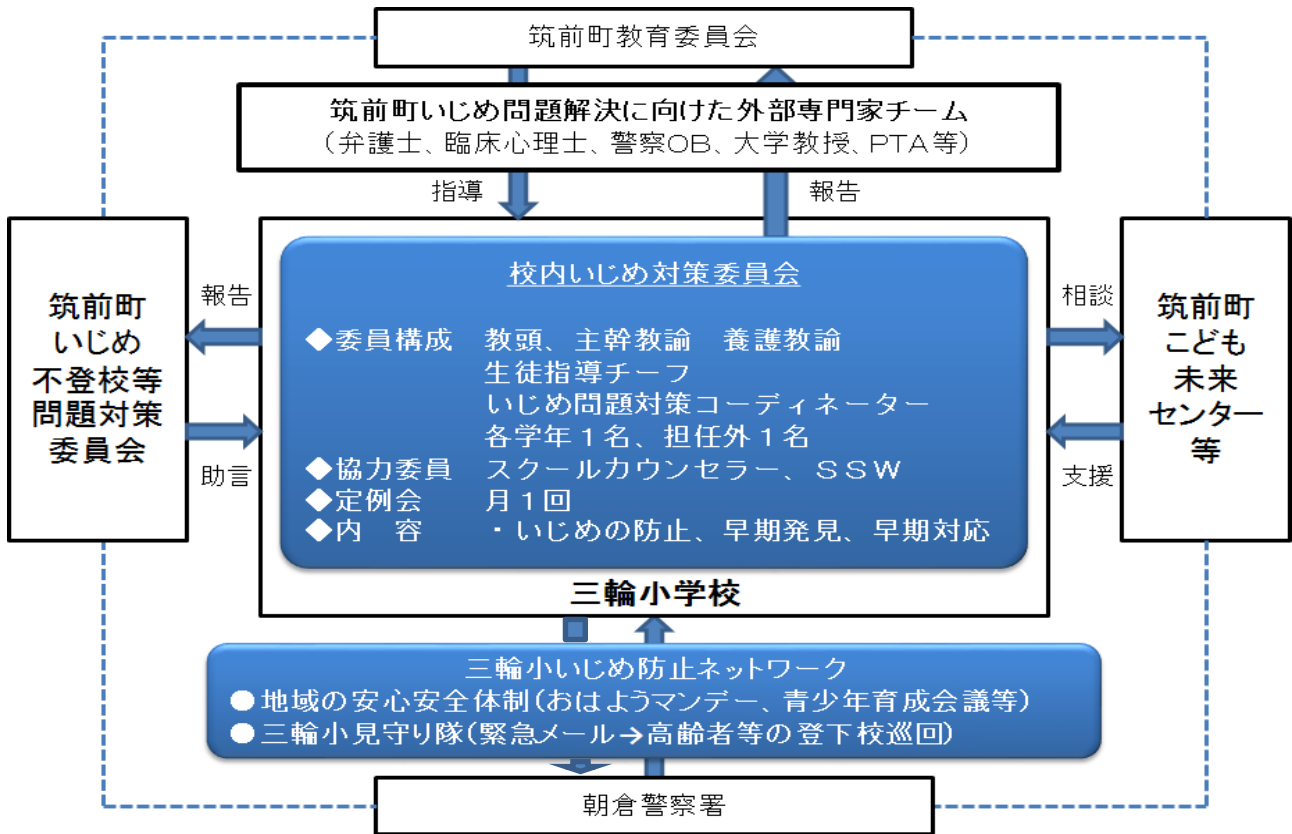 筑前町教育委員会
筑前町いじめ問題解決に向けた外部専門家チーム
（弁護士、臨床心理士、警察OB、大学教授、PTA等）
指導
報告
筑前町
いじめ
不登校等
問題対策
委員会
報告
助言
校内いじめ対策委員会
◆委員構成　教頭、主幹教諭　養護教諭
生徒指導チーフ
いじめ問題対策コーディネーター
各学年１名、担任外１名
◆協力委員　スクールカウンセラー、ＳＳＷ
◆定例会　月１回
◆内　容　・いじめの防止、早期発見、早期対応
三輪小学校
相談
支援
筑前町
こども
未来
センター
等
三輪小いじめ防止ネットワーク
●地域の安心安全体制(おはようマンデー、青少年育成会議等)
●三輪小見守り隊(緊急メール→高齢者等の登下校巡回)
朝倉警察署